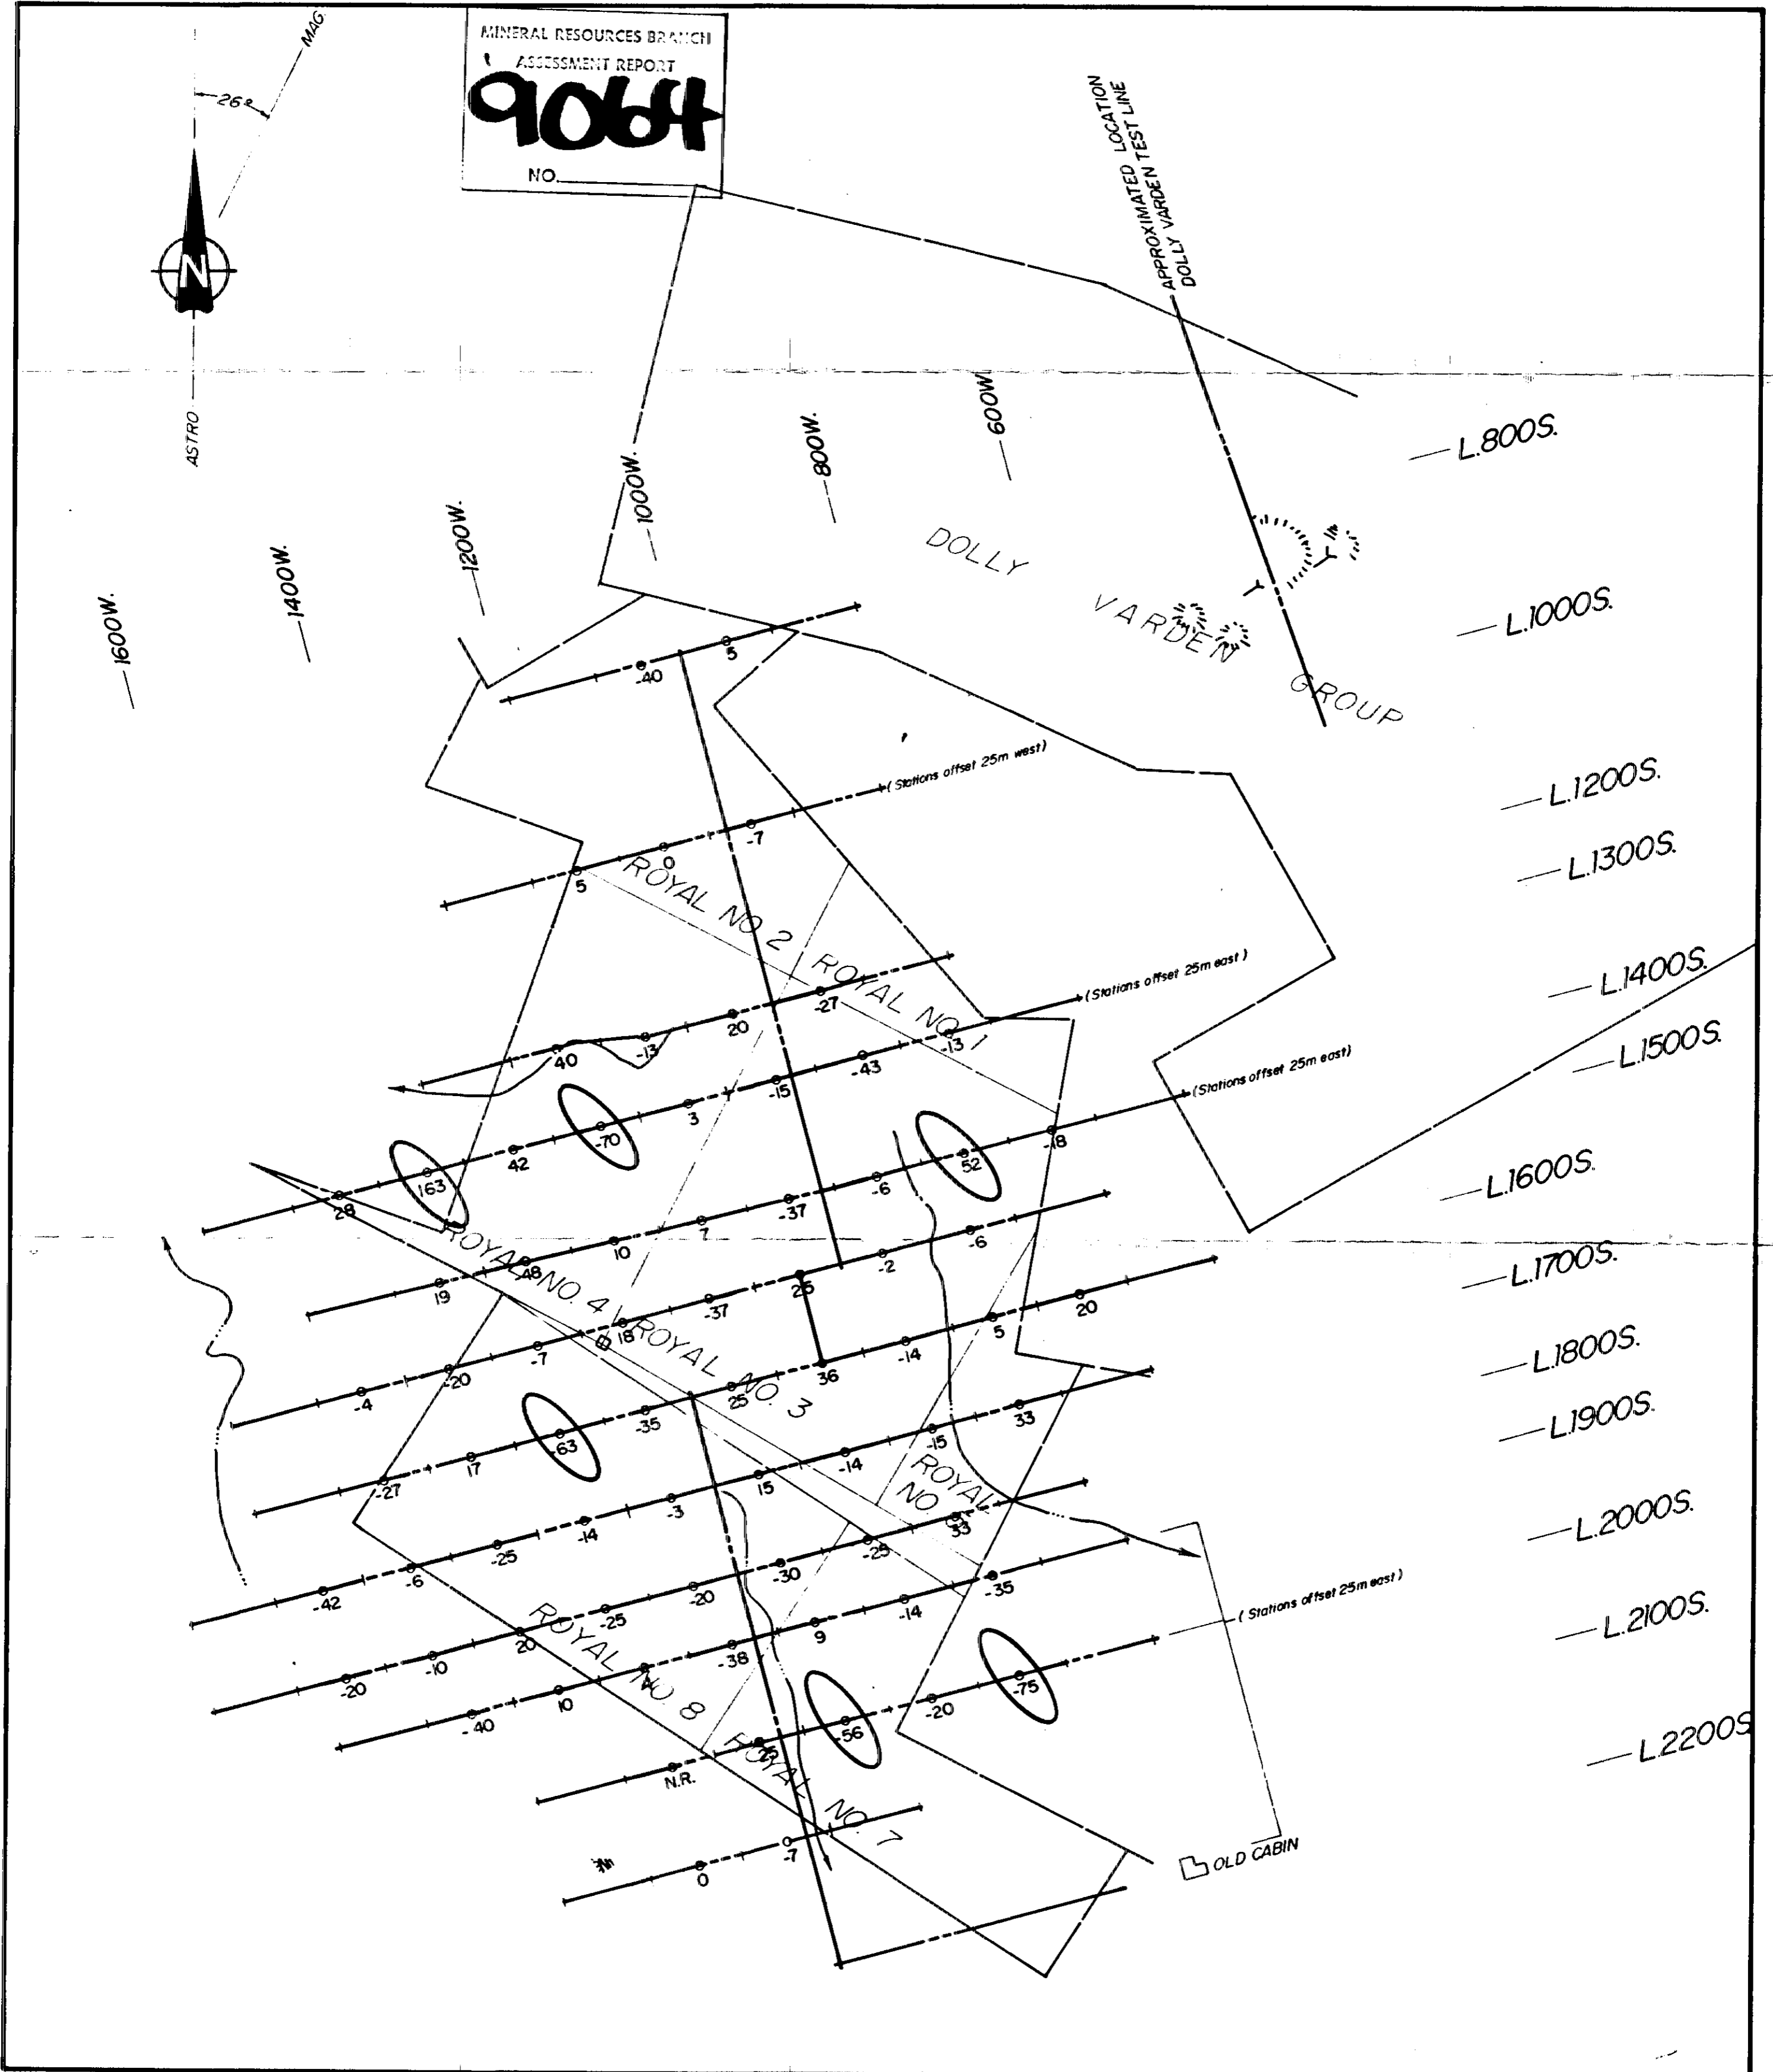 MAG.
26°
N
ASTRO
MINERAL RESOURCES BRANCH
ASSESSMENT REPORT
9064
NO.
APPROXIMATED LOCATION
DOLLY VARDEN TEST LINE
1600W.
1400W.
1200W.
1000W.
800W.
600W.
L.800S.
L.1000S.
L.1200S.
L.1300S.
L.1400S.
L.1500S.
L.1600S.
L.1700S.
L.1800S.
L.1900S.
L.2000S.
L.2100S.
L.2200S
DOLLY
VARDEN
GROUP
-40 5
(Stations offset 25m west)
5 0 -7
ROYAL NO 2
ROYAL NO. 1
40 -13 20 -27
(Stations offset 25m east)
28 163 42 -70 3 -15 -43 -13
(Stations offset 25m east)
19 -48 10 7 -37 -6 52 -18
ROYAL NO. 4
ROYAL NO. 3
-4 -20 -7 18 -37 25 -2 -6
-27 17 -63 -35 25 36 -14 5 20
-42 -6 -25 -14 -3 15 -14 -15 33
ROYAL
NO
-20 -10 20 -25 -20 -30 -25 33
-40 10 -38 9 -14 -35
(Stations offset 25m east)
ROYAL NO. 8
ROYAL NO. 7
N.R. -56 -20 -75
0 -7
OLD CABIN